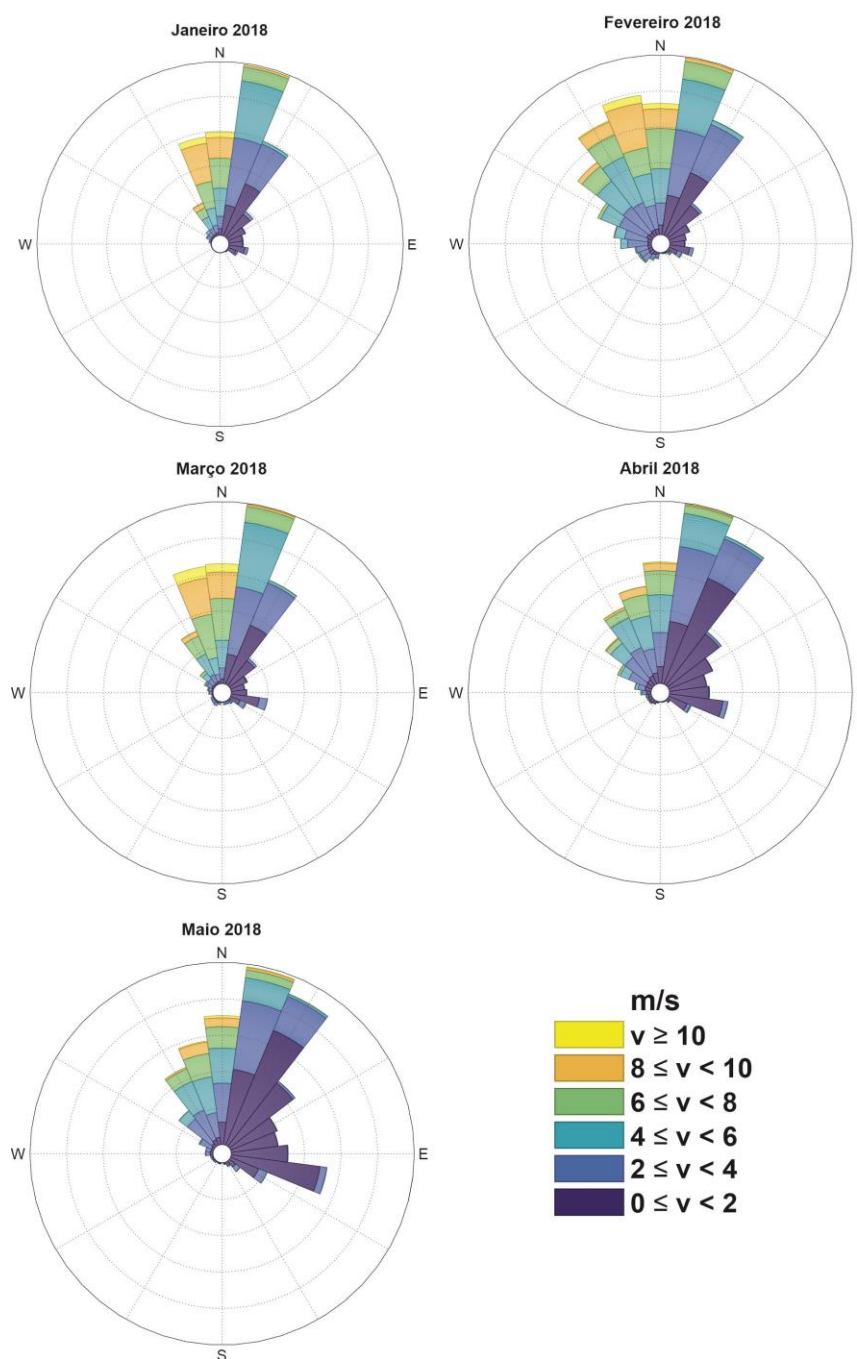 Janeiro 2018
N
W
E
S
Fevereiro 2018
N
W
S
Março 2018
N
W
E
S
Abril 2018
N
W
S
Maio 2018
N
W
E
S
m/s
v ≥ 10
8 ≤ v < 10
6 ≤ v < 8
4 ≤ v < 6
2 ≤ v < 4
0 ≤ v < 2